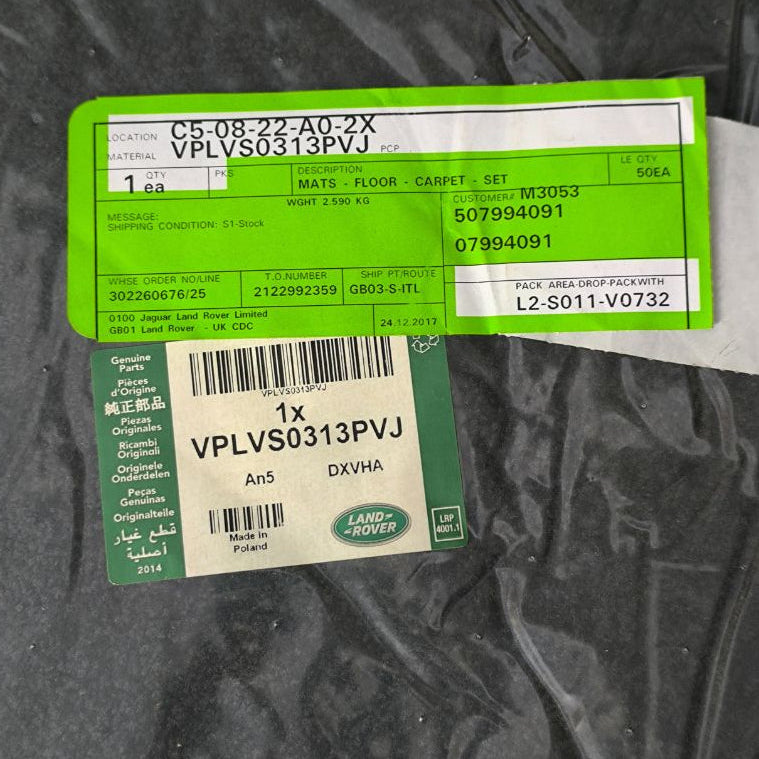 LOCATION C5-08-22-A0-2X
MATERIAL VPLVS0313PVJ PCP
QTY 1 ea
PKS
DESCRIPTION
MATS - FLOOR - CARPET - SET
LE QTY
50EA
WGHT 2.590 KG
CUSTOMER# M3053
507994091
07994091
MESSAGE:
SHIPPING CONDITION: S1-Stock
WHSE ORDER NO/LINE
302260676/25
T.O.NUMBER
2122992359
SHIP PT/ROUTE
GB03-S-ITL
PACK AREA-DROP-PACKWITH
L2-S011-V0732
0100 Jaguar Land Rover Limited
GB01 Land Rover - UK CDC
24.12.2017
Genuine
Parts
Pièces
d'Origine
純正部品
Piezas
Originales
Ricambi
Originali
Originele
Onderdelen
Peças
Genuinas
Originalteile
قطع غيار
أصلية
2014
VPLVS0313PVJ
1x
VPLVS0313PVJ
An5
DXVHA
Made in
Poland
LAND-
-ROVER
LRP
4001.1